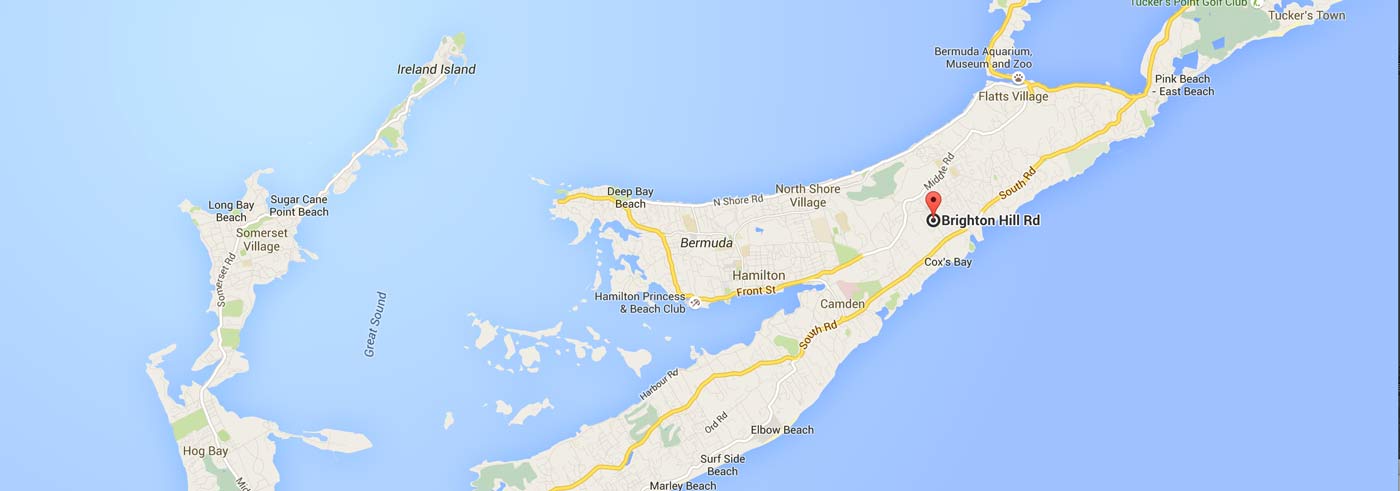 Tucker's Point Golf Club
Tucker's Town
Bermuda Aquarium,
Museum and Zoo
Ireland Island
Pink Beach
- East Beach
Flatts Village
Middle Rd
South Rd
Deep Bay
Beach
North Shore
Village
N Shore Rd
Sugar Cane
Point Beach
Long Bay
Beach
Somerset
Village
Brighton Hill Rd
Bermuda
Cox's Bay
Somerset Rd
Hamilton
Front St
Hamilton Princess
& Beach Club
Camden
Great Sound
South Rd
Harbour Rd
Ord Rd
Elbow Beach
Hog Bay
Surf Side
Beach
Marley Beach